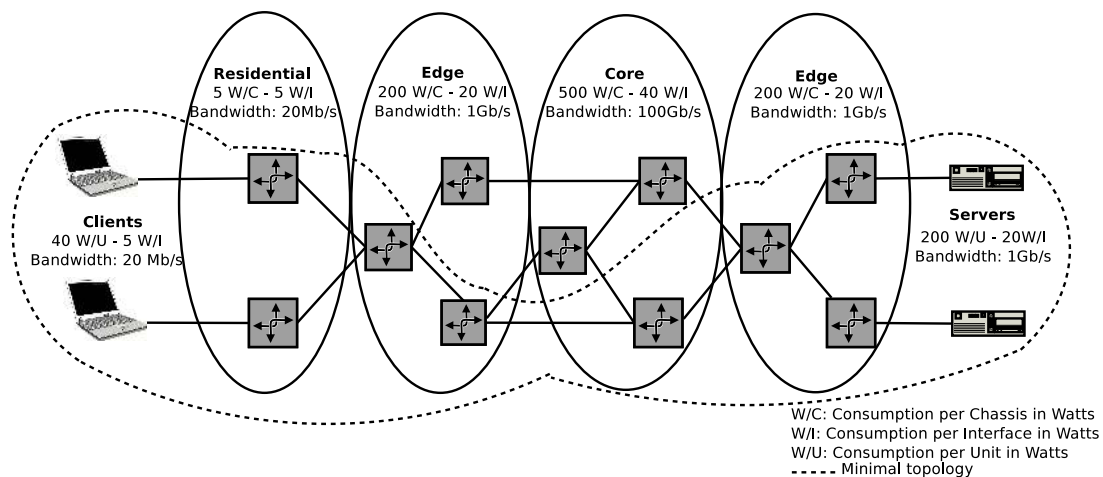 Residential
5 W/C - 5 W/I
Bandwidth: 20Mb/s
Edge
200 W/C - 20 W/I
Bandwidth: 1Gb/s
Core
500 W/C - 40 W/I
Bandwidth: 100Gb/s
Edge
200 W/C - 20 W/I
Bandwidth: 1Gb/s
Clients
40 W/U - 5 W/I
Bandwidth: 20 Mb/s
Servers
200 W/U - 20W/I
Bandwidth: 1Gb/s
W/C: Consumption per Chassis in Watts
W/I: Consumption per Interface in Watts
W/U: Consumption per Unit in Watts
Minimal topology